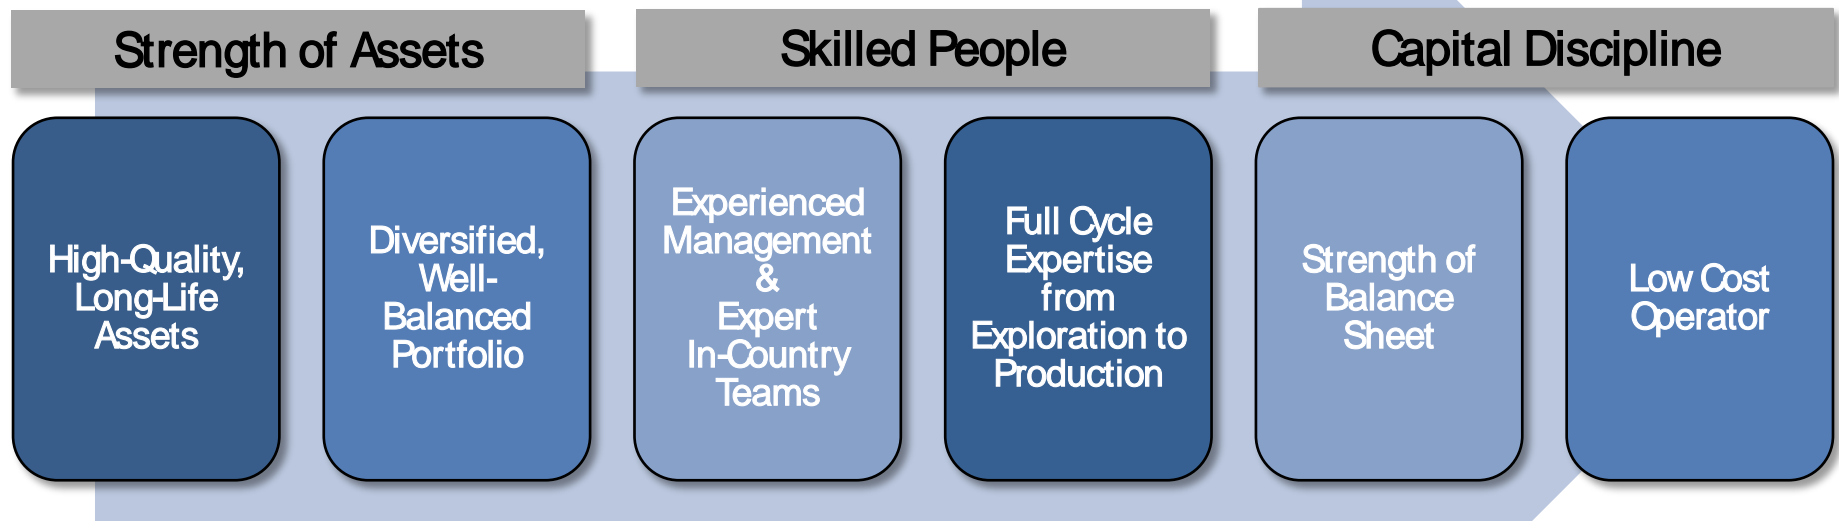 Strength of Assets
Skilled People
Capital Discipline
High-Quality,
Long-Life
Assets
Diversified,
Well-
Balanced
Portfolio
Experienced
Management
&
Expert
In-Country
Teams
Full Cycle
Expertise
from
Exploration to
Production
Strength of
Balance
Sheet
Low Cost
Operator